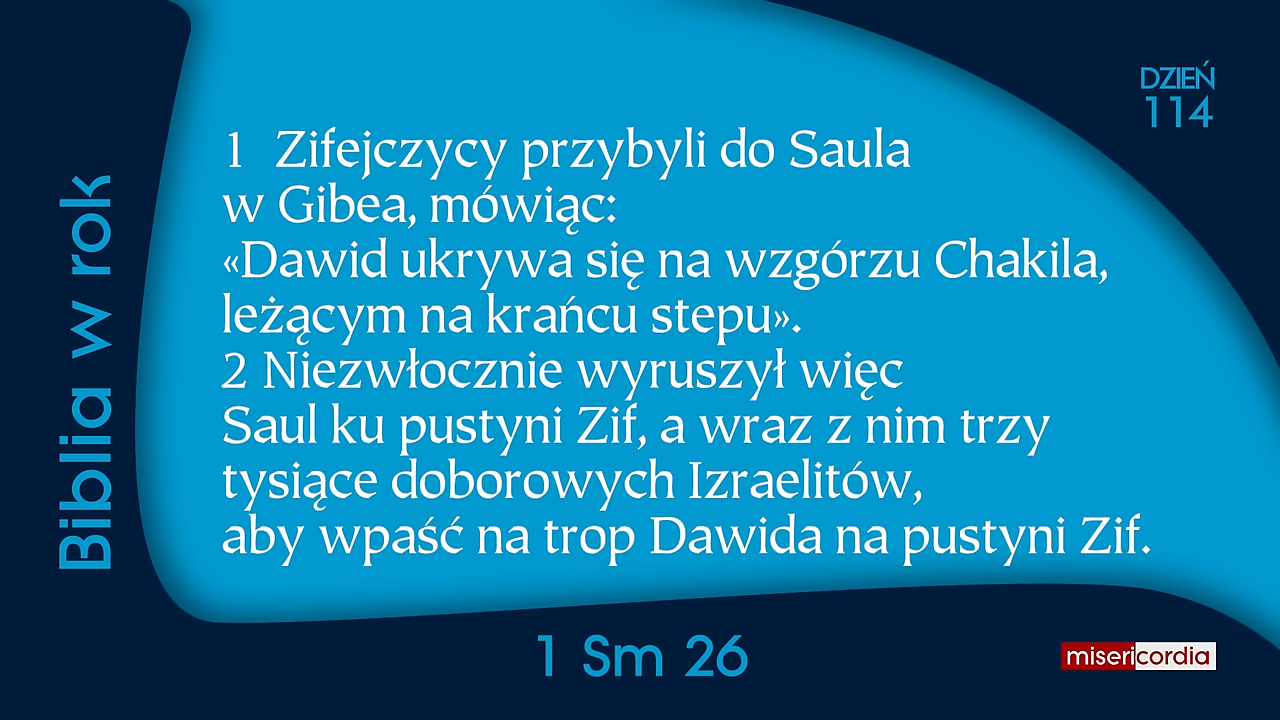 DZIEŃ
114
1 Zifejczycy przybyli do Saula
w Gibea, mówiąc:
«Dawid ukrywa się na wzgórzu Chakila,
leżącym na krańcu stepu».
2 Niezwłocznie wyruszył więc
Saul ku pustyni Zif, a wraz z nim trzy
tysiące doborowych Izraelitów,
aby wpaść na trop Dawida na pustyni Zif.
Biblia w rok
1 Sm 26
misericordia